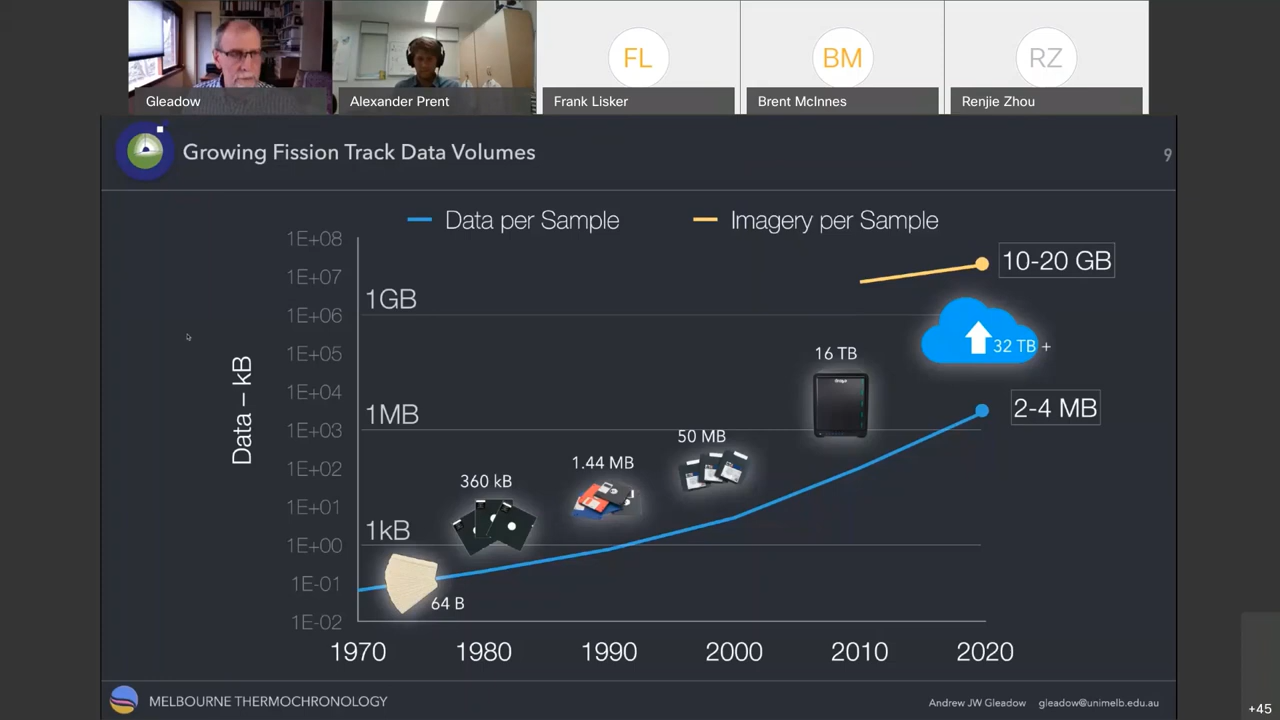 FL
BM
RZ
Gleadow
Alexander Prent
Frank Lisker
Brent McInnes
Renjie Zhou
Growing Fission Track Data Volumes
9
Data per Sample
Imagery per Sample
1E+08
1E+07
1E+06
1E+05
1E+04
1E+03
1E+02
1E+01
1E+00
1E-01
1E-02
Data – kB
1GB
1MB
1kB
10-20 GB
32 TB +
16 TB
2-4 MB
50 MB
1.44 MB
360 kB
64 B
1970
1980
1990
2000
2010
2020
MELBOURNE THERMOCHRONOLOGY
Andrew JW Gleadow gleadow@unimelb.edu.au
+45